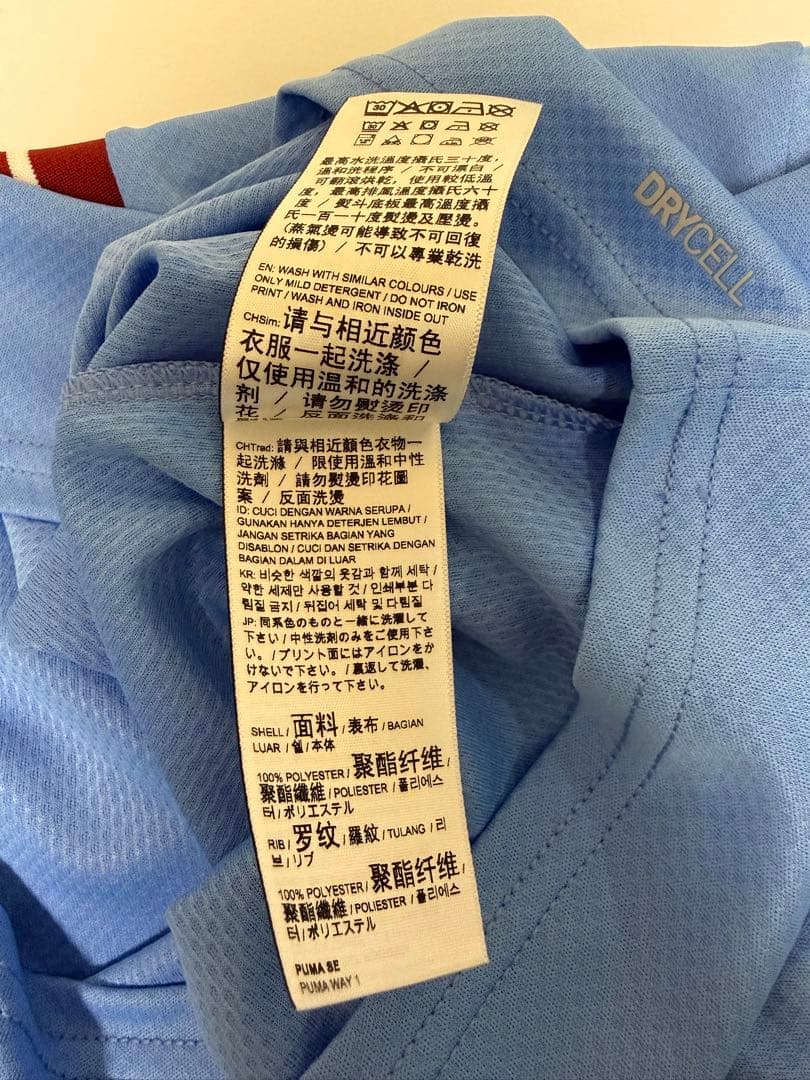 30
30
最高水洗溫度攝氏三十度,
溫和洗程序 / 不可漂白 /
可翻滾烘乾, 使用較低溫
度, 最高排風溫度攝氏六十
度 / 熨斗底板最高溫度攝
氏一百一十度熨燙及壓燙。
(蒸氣燙可能導致不可回復
的損傷) / 不可以專業乾洗
EN: WASH WITH SIMILAR COLOURS / USE
ONLY MILD DETERGENT / DO NOT IRON
PRINT / WASH AND IRON INSIDE OUT
CHSim: 请与相近颜色
衣服一起洗涤 /
仅使用温和的洗涤
剂 / 请勿熨烫印
花 / 反面洗涤和
CHTrad: 請與相近顏色衣物一
起洗滌 / 限使用溫和中性
洗劑 / 請勿熨燙印花圖
案 / 反面洗燙
ID: CUCI DENGAN WARNA SERUPA /
GUNAKAN HANYA DETERJEN LEMBUT /
JANGAN SETRIKA BAGIAN YANG
DISABLON / CUCI DAN SETRIKA DENGAN
BAGIAN DALAM DI LUAR
KR: 비슷한 색깔의 옷감과 함께 세탁 /
약한 세제만 사용할 것 / 인쇄부분 다
림질 금지 / 뒤집어 세탁 및 다림질
JP: 同系色のものと一緒に洗濯して
下さい / 中性洗剤のみをご使用下さ
い。 / プリント面にはアイロンをか
けないで下さい。 / 裏返して洗濯、
アイロンを行って下さい。
SHELL / 面料 / 表布 / BAGIAN
LUAR / 쉘 / 本体
100% POLYESTER / 聚酯纤维 /
聚酯纖維 / POLIESTER / 폴리에스
터 / ポリエステル
RIB / 罗纹 / 羅紋 / TULANG / 리
브 / リブ
100% POLYESTER / 聚酯纤维 /
聚酯纖維 / POLIESTER / 폴리에스
터 / ポリエステル
PUMA SE
PUMA WAY 1
DRYCELL